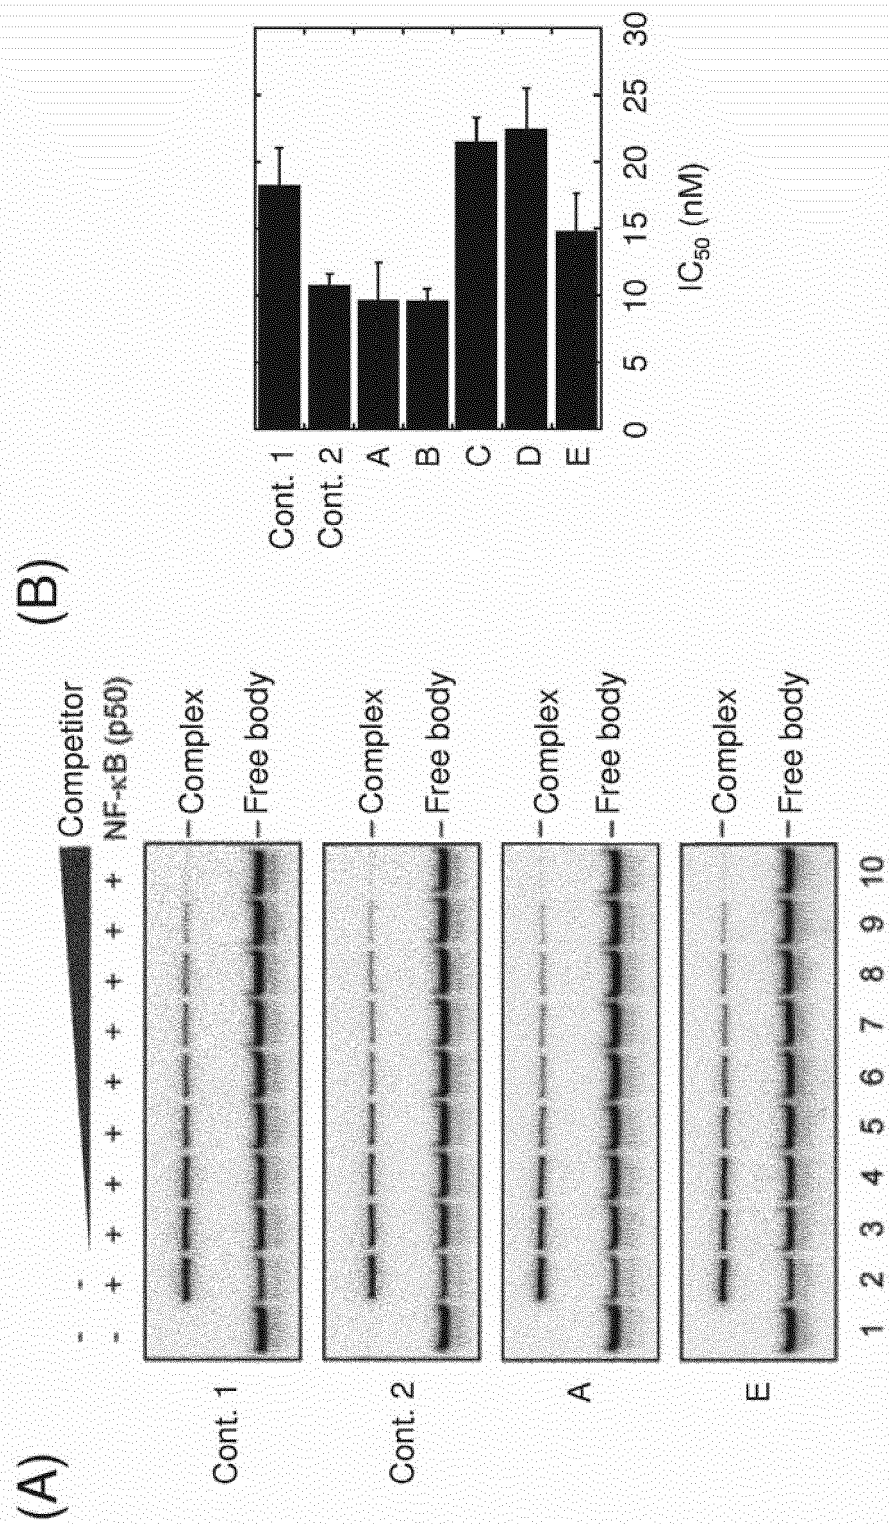 (A)
- - Competitor
- + + + + + + + + + NF-κB (p50)
Cont. 1
Complex
Free body
Cont. 2
Complex
Free body
A
Complex
Free body
E
Complex
Free body
1 2 3 4 5 6 7 8 9 10
(B)
Cont. 1
Cont. 2
A
B
C
D
E
0 5 10 15 20 25 30
IC50 (nM)